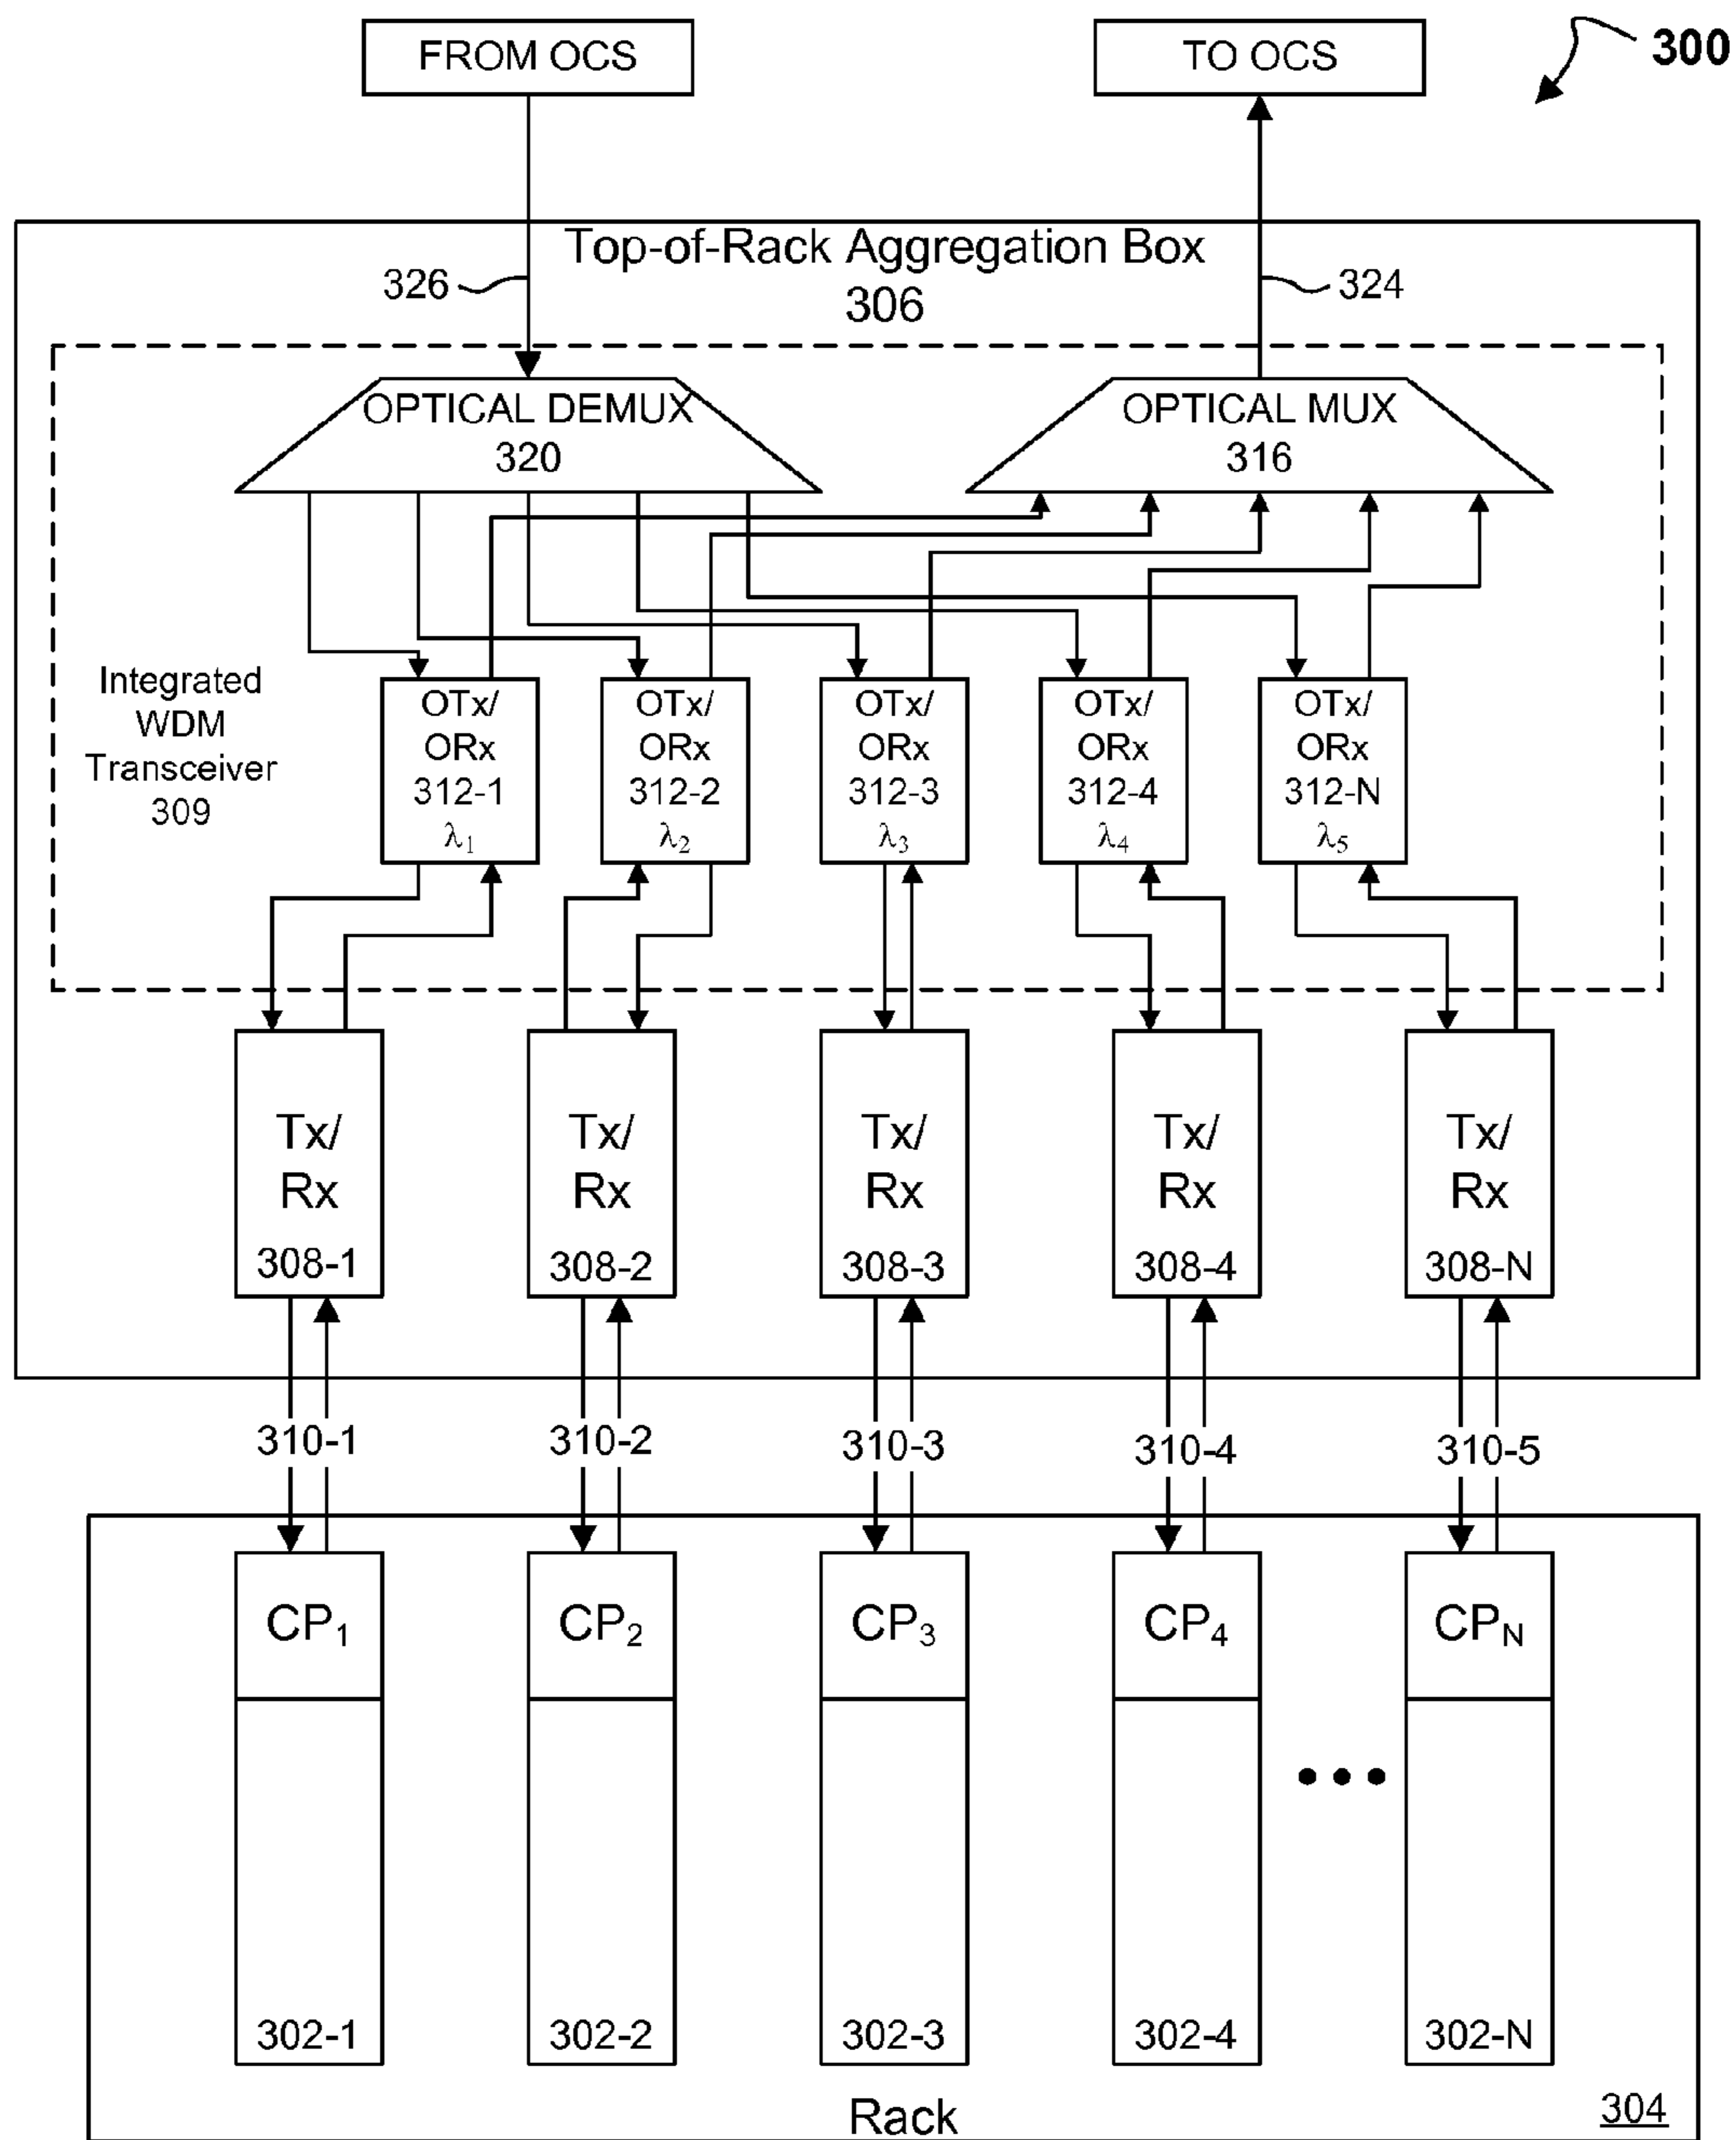 FROM OCS
TO OCS
300
Top-of-Rack Aggregation Box
306
326
324
OPTICAL DEMUX
320
OPTICAL MUX
316
Integrated
WDM
Transceiver
309
OTx/
ORx
312-1
λ₁
OTx/
ORx
312-2
λ₂
OTx/
ORx
312-3
λ₃
OTx/
ORx
312-4
λ₄
OTx/
ORx
312-N
λ₅
Tx/
Rx
308-1
Tx/
Rx
308-2
Tx/
Rx
308-3
Tx/
Rx
308-4
Tx/
Rx
308-N
310-1
310-2
310-3
310-4
310-5
CP₁
CP₂
CP₃
CP₄
CP_N
302-1
302-2
302-3
302-4
302-N
Rack
304